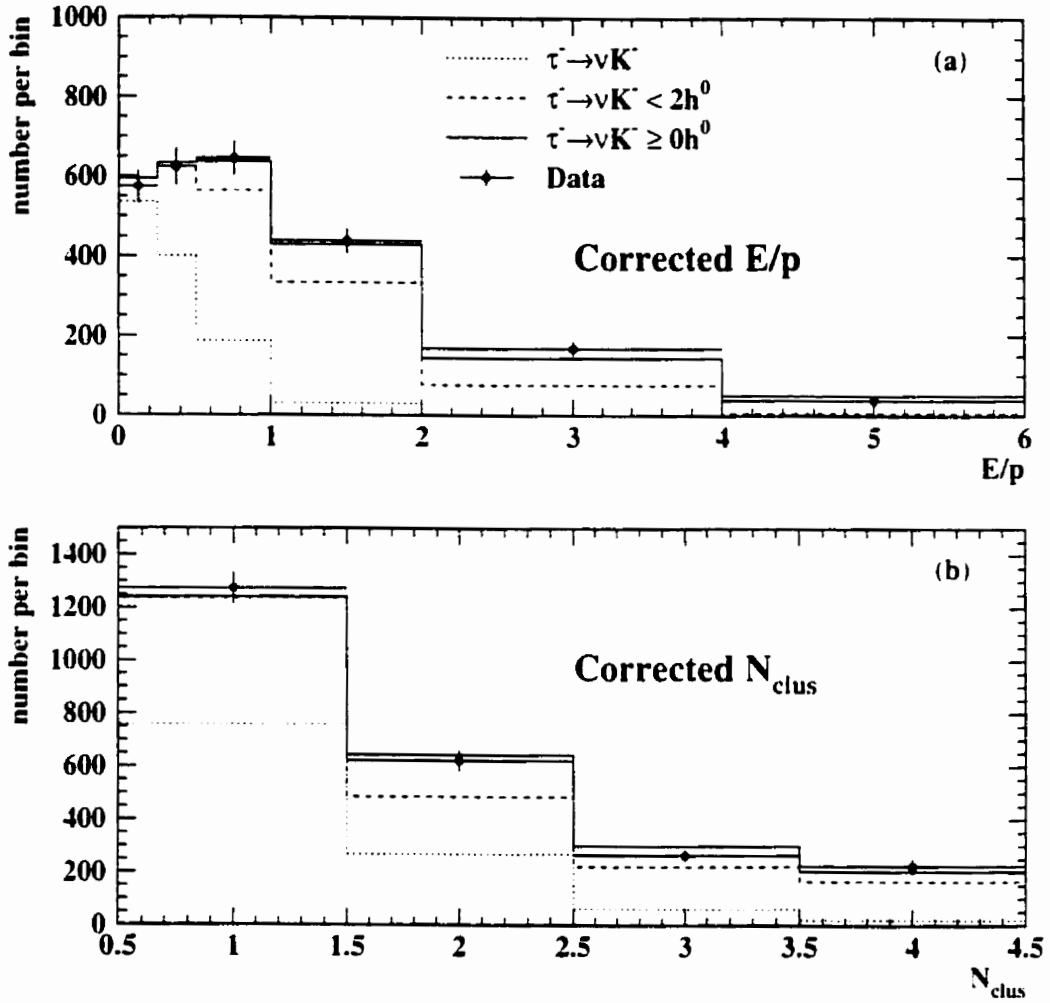 1000
800
600
400
200
0
number per bin
τ⁻→νK⁻
τ⁻→νK⁻ < 2h⁰
τ⁻→νK⁻ ≥ 0h⁰
Data
(a)
Corrected E/p
0 1 2 3 4 5 6
E/p
1400
1200
1000
800
600
400
200
0
number per bin
(b)
Corrected N_clus
0.5 1 1.5 2 2.5 3 3.5 4 4.5
N_clus